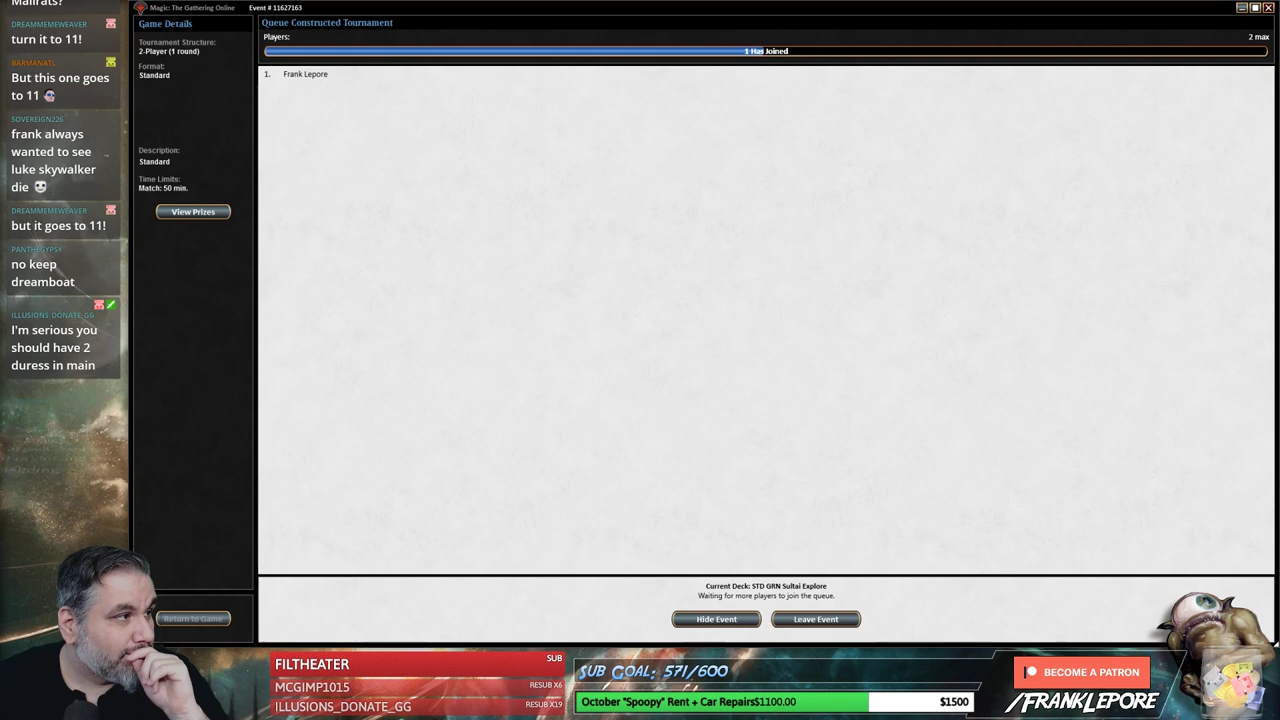 Mallrats?
DREAMMEMEWEAVER
turn it to 11!
BARMANATL
But this one goes
to 11
SOVEREIGN226
frank always
wanted to see
luke skywalker
die
DREAMMEMEWEAVER
but it goes to 11!
PANTHEGYPSY
no keep
dreamboat
ILLUSIONS_DONATE_GG
I'm serious you
should have 2
duress in main
Magic: The Gathering Online
Event # 11627163
Game Details
Tournament Structure:
2-Player (1 round)
Format:
Standard
Description:
Standard
Time Limits:
Match: 50 min.
View Prizes
Return to Game
Queue Constructed Tournament
Players:
2 max
1 Has Joined
1. Frank Lepore
Current Deck: STD GRN Sultai Explore
Waiting for more players to join the queue.
Hide Event
Leave Event
FILTHEATER SUB
MCGIMP1015 RESUB X6
ILLUSIONS_DONATE_GG RESUB X19
SUB GOAL: 571/600
October "Spoopy" Rent + Car Repairs $1100.00 $1500
BECOME A PATRON
/FRANKLEPORE